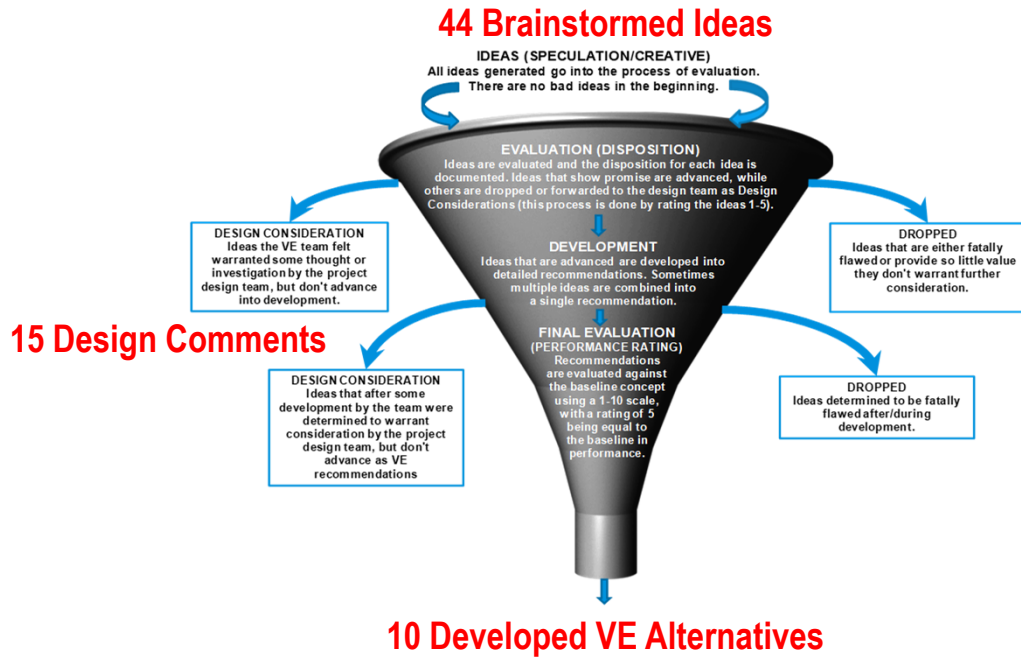 44 Brainstormed Ideas
IDEAS (SPECULATION/CREATIVE)
All ideas generated go into the process of evaluation.
There are no bad ideas in the beginning.
EVALUATION (DISPOSITION)
Ideas are evaluated and the disposition for each idea is
documented. Ideas that show promise are advanced, while
others are dropped or forwarded to the design team as Design
Considerations (this process is done by rating the ideas 1-5).
DESIGN CONSIDERATION
Ideas the VE team felt
warranted some thought or
investigation by the project
design team, but don't advance
into development.
DROPPED
Ideas that are either fatally
flawed or provide so little value
they don't warrant further
consideration.
DEVELOPMENT
Ideas that are advanced are developed into
detailed recommendations. Sometimes
multiple ideas are combined into
a single recommendation.
15 Design Comments
FINAL EVALUATION
(PERFORMANCE RATING)
Recommendations
are evaluated against
the baseline concept
using a 1-10 scale,
with a rating of 5
being equal to
the baseline in
performance.
DESIGN CONSIDERATION
Ideas that after some
development by the team were
determined to warrant
consideration by the project
design team, but don't
advance as VE
recommendations
DROPPED
Ideas determined to be fatally
flawed after/during
development.
10 Developed VE Alternatives